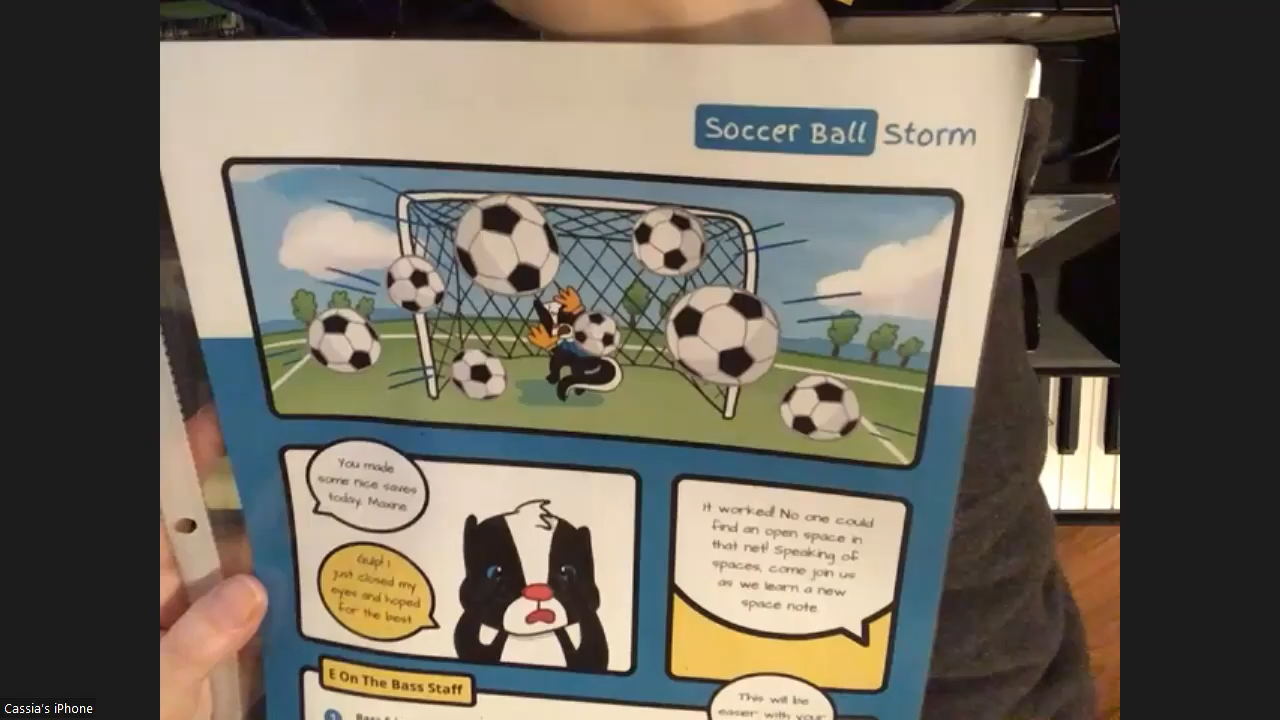 Soccer Ball Storm
You made
some nice saves
today, Maxine
Gulp! I
just closed my
eyes and hoped
for the best
It worked! No one could
find an open space in
that net! Speaking of
spaces, come join us
as we learn a new
space note.
E On The Bass Staff
This will be
easier with your
Cassia's iPhone